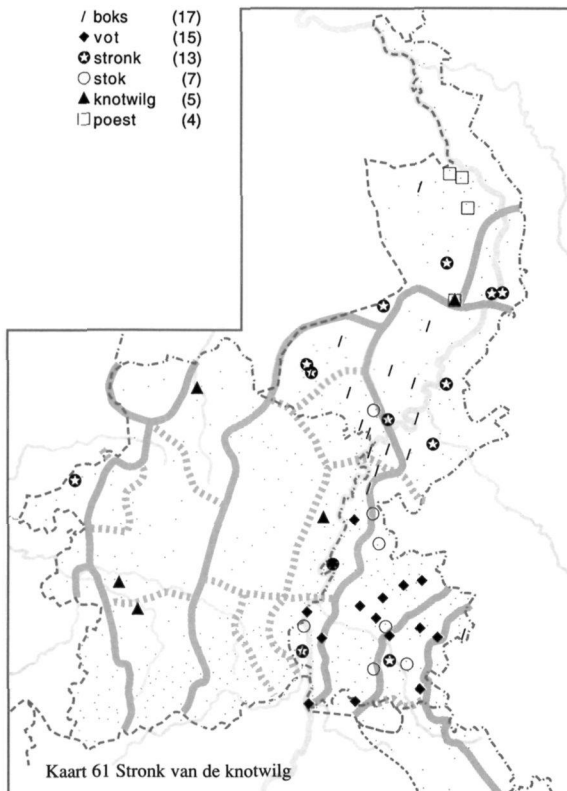 boks (17)
vot (15)
stronk (13)
stok (7)
knotwilg (5)
poest (4)
Kaart 61 Stronk van de knotwilg